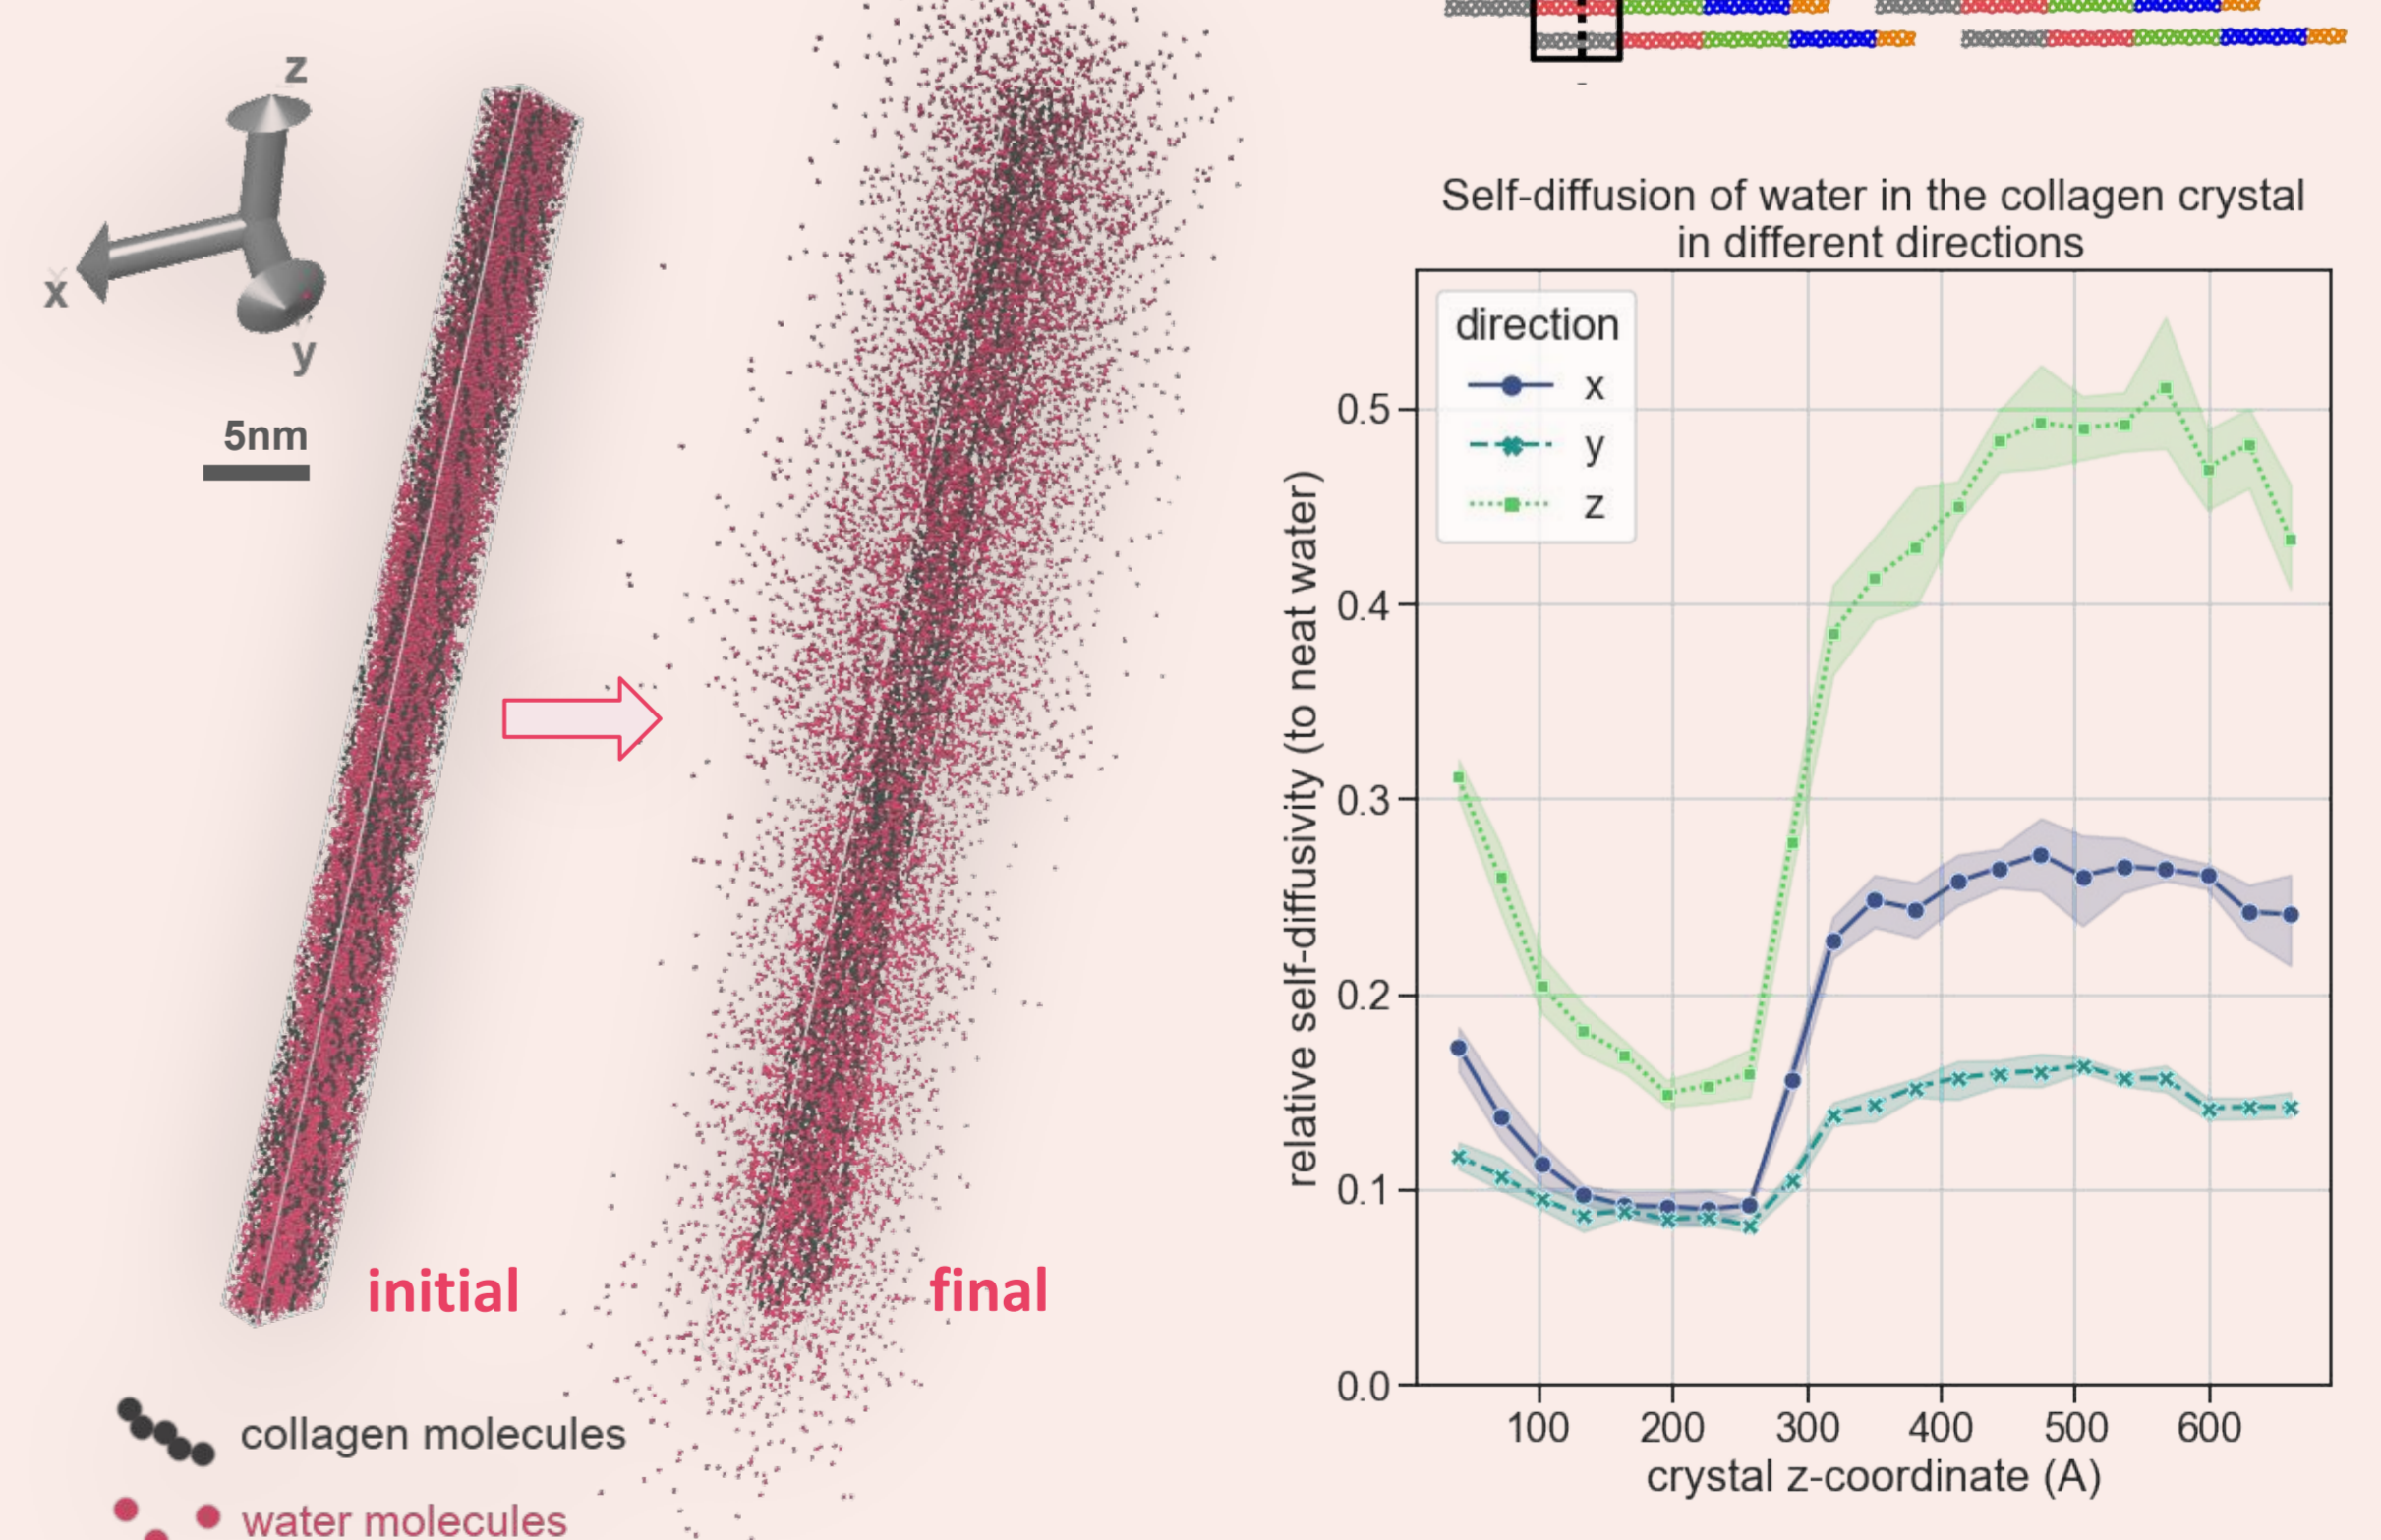 z
x
y
5nm
initial
final
collagen molecules
water molecules
Self-diffusion of water in the collagen crystal
in different directions
direction
x
y
z
relative self-diffusivity (to neat water)
0.5
0.4
0.3
0.2
0.1
0.0
100 200 300 400 500 600
crystal z-coordinate (A)